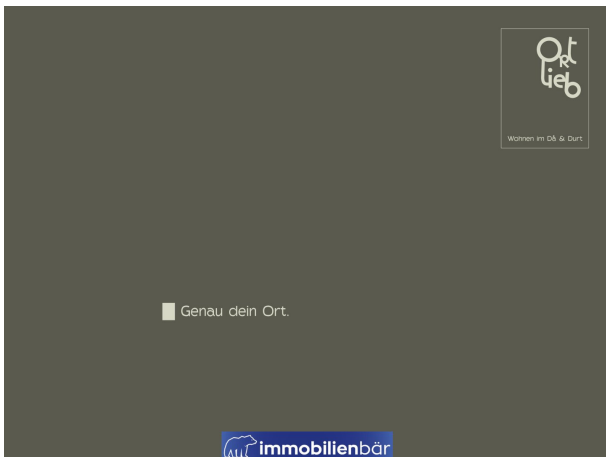 Ort
lieb
Wohnen im Då & Durt
Genau dein Ort.
immobilienbär